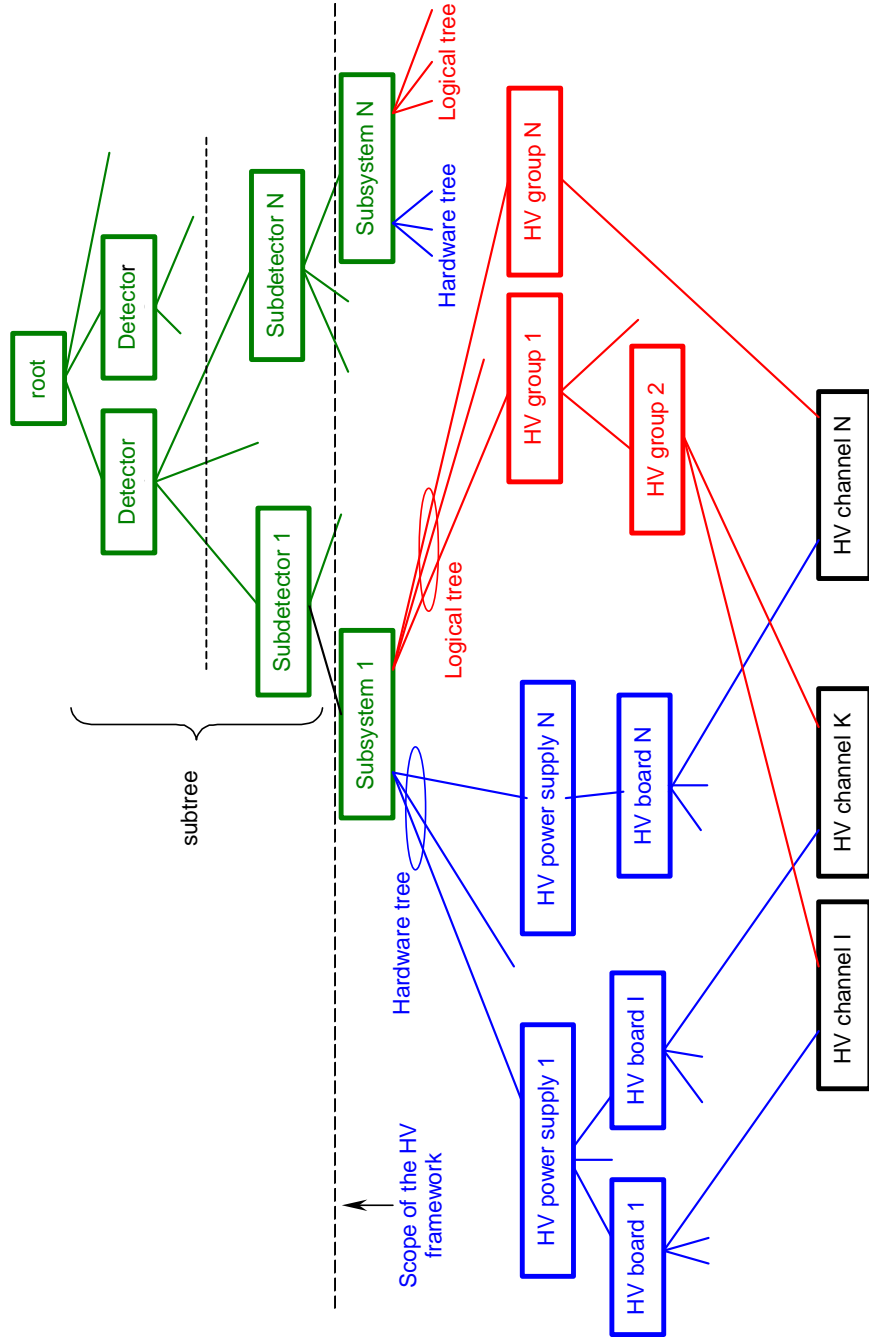 root
Detector
Detector
subtree
Subdetector 1
Subdetector N
Scope of the HV
framework
Subsystem 1
Subsystem N
Hardware tree
Logical tree
Hardware tree
Logical tree
HV power supply 1
HV power supply N
HV group 1
HV group N
HV board 1
HV board I
HV board N
HV group 2
HV channel I
HV channel K
HV channel N